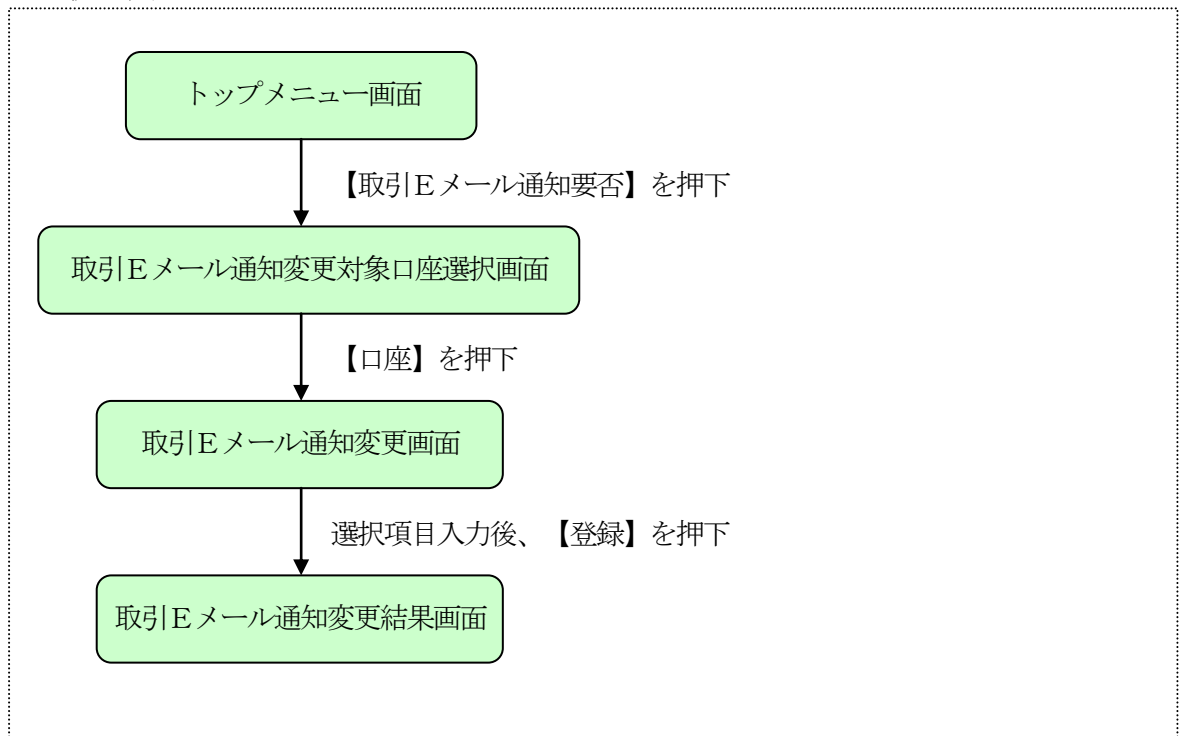 トップメニュー画面
【取引Ｅメール通知要否】を押下
取引Ｅメール通知変更対象口座選択画面
【口座】を押下
取引Ｅメール通知変更画面
選択項目入力後、【登録】を押下
取引Ｅメール通知変更結果画面